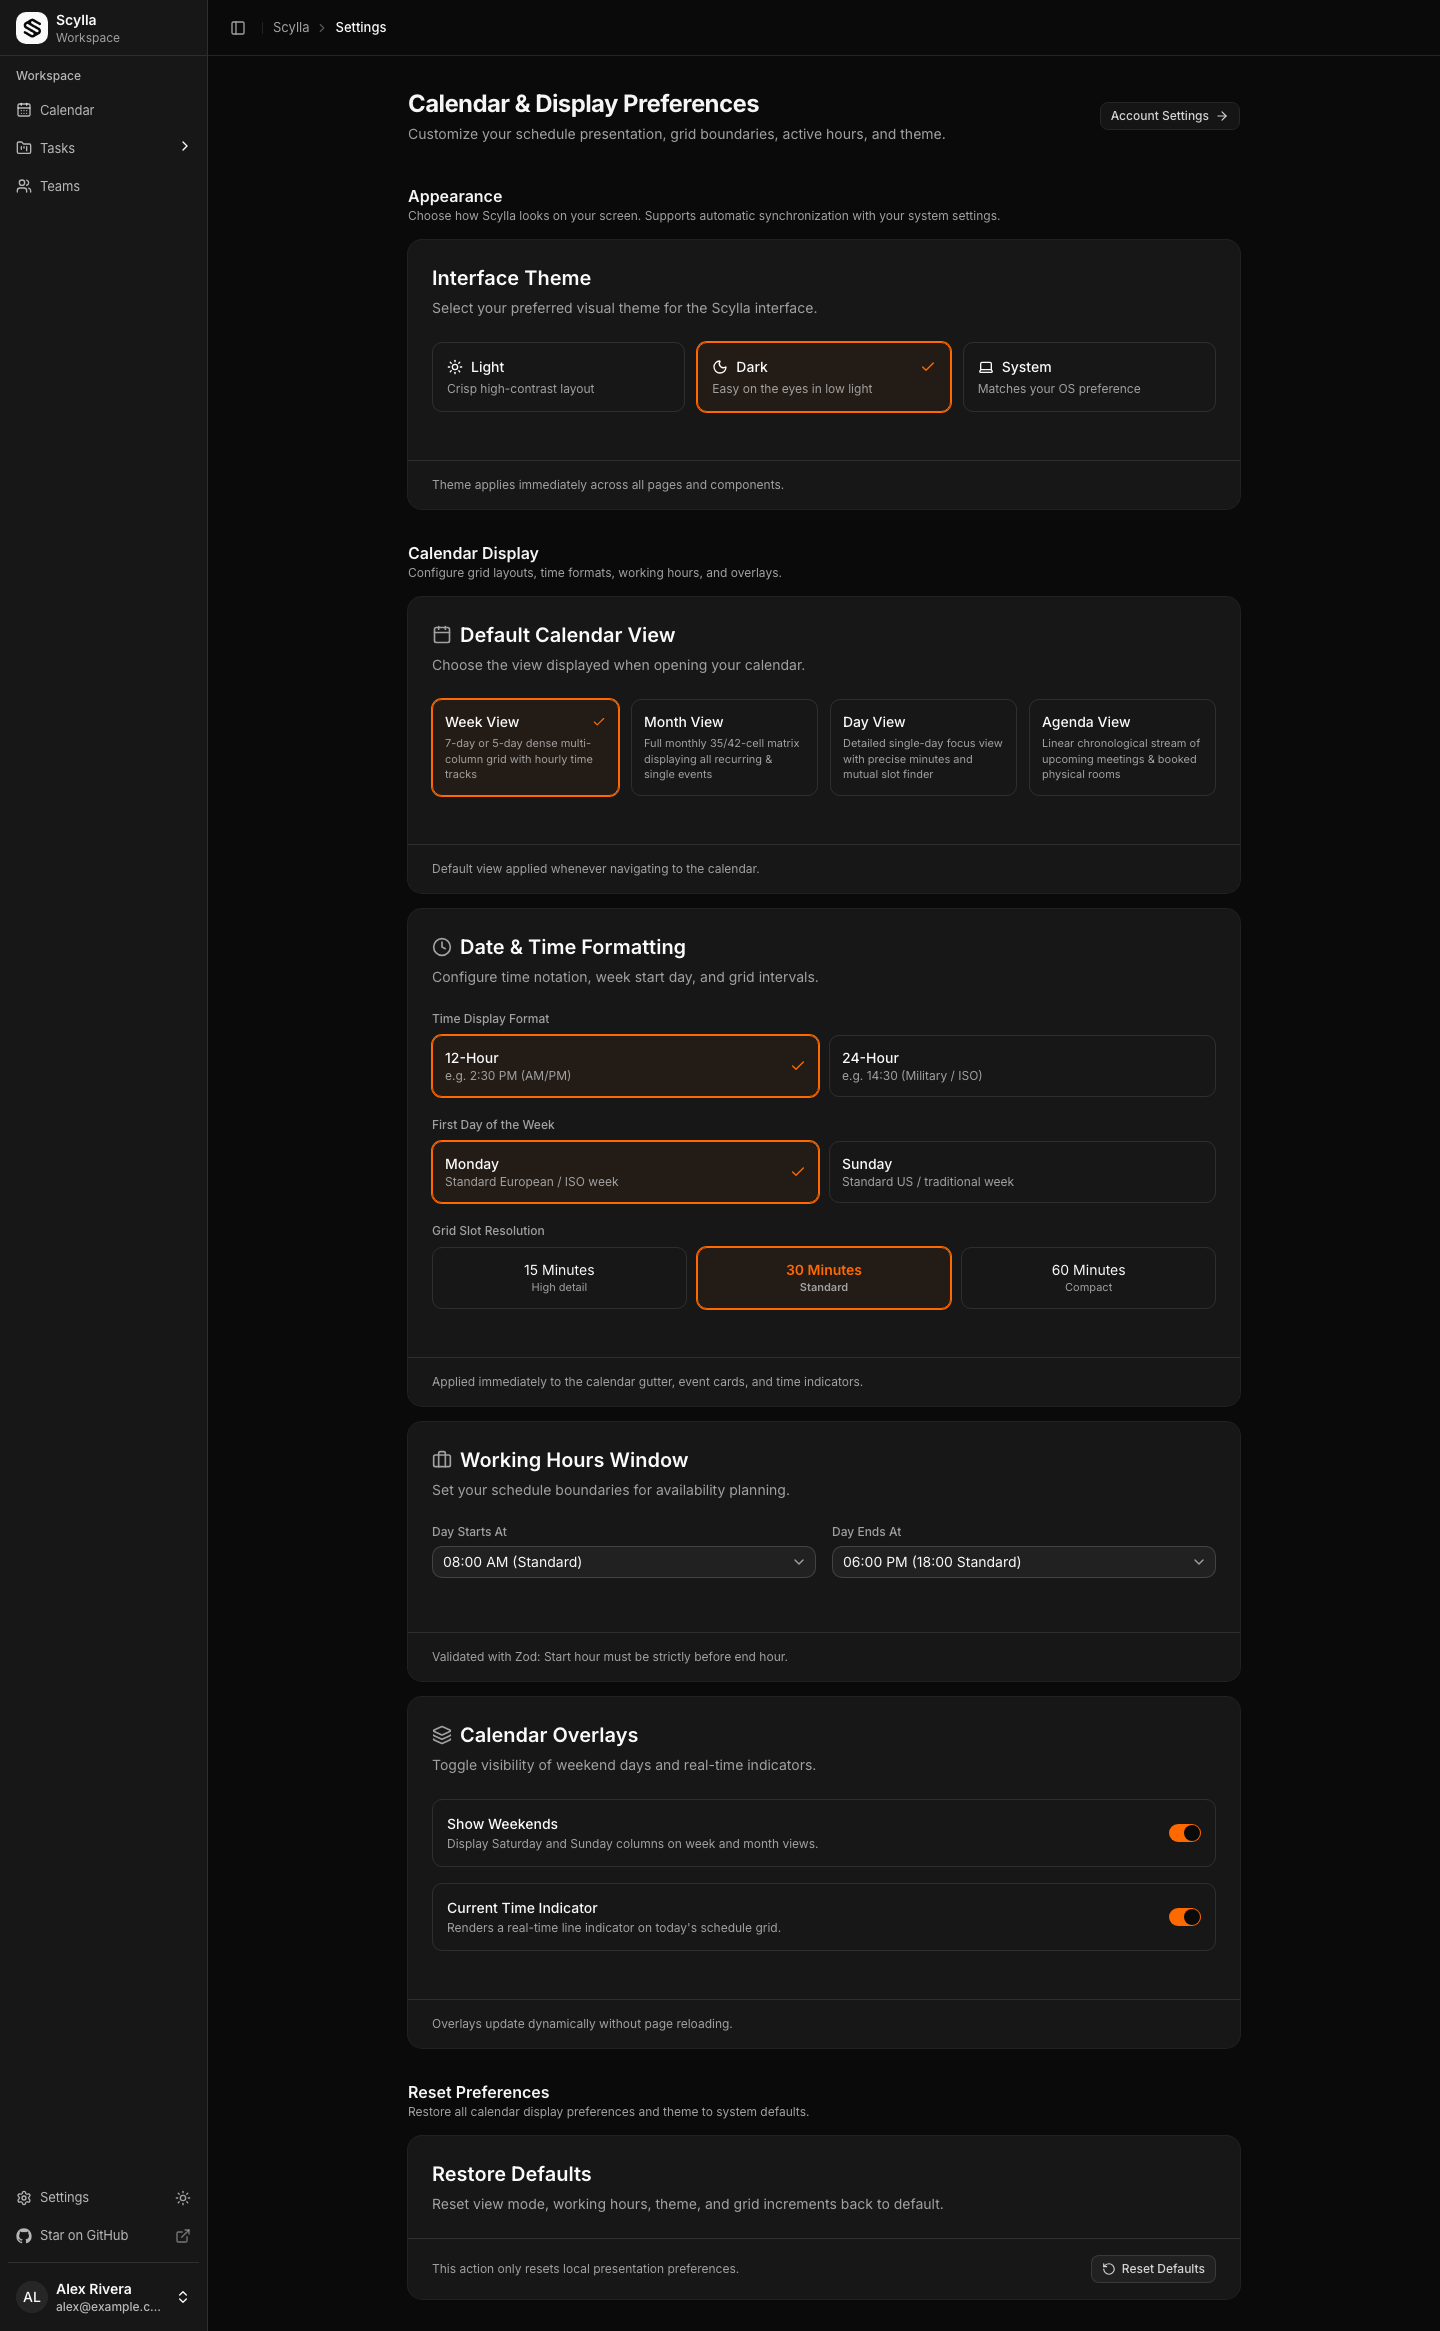 Scylla
Workspace
Workspace
Calendar
Tasks
Teams
Settings
Star on GitHub
AL
Alex Rivera
alex@example.c...
Scylla
Settings
Calendar & Display Preferences
Customize your schedule presentation, grid boundaries, active hours, and theme.
Account Settings
Appearance
Choose how Scylla looks on your screen. Supports automatic synchronization with your system settings.
Interface Theme
Select your preferred visual theme for the Scylla interface.
Light
Crisp high-contrast layout
Dark
Easy on the eyes in low light
System
Matches your OS preference
Theme applies immediately across all pages and components.
Calendar Display
Configure grid layouts, time formats, working hours, and overlays.
Default Calendar View
Choose the view displayed when opening your calendar.
Week View
7-day or 5-day dense multi-
column grid with hourly time
tracks
Month View
Full monthly 35/42-cell matrix
displaying all recurring &
single events
Day View
Detailed single-day focus view
with precise minutes and
mutual slot finder
Agenda View
Linear chronological stream of
upcoming meetings & booked
physical rooms
Default view applied whenever navigating to the calendar.
Date & Time Formatting
Configure time notation, week start day, and grid intervals.
Time Display Format
12-Hour
e.g. 2:30 PM (AM/PM)
24-Hour
e.g. 14:30 (Military / ISO)
First Day of the Week
Monday
Standard European / ISO week
Sunday
Standard US / traditional week
Grid Slot Resolution
15 Minutes
High detail
30 Minutes
Standard
60 Minutes
Compact
Applied immediately to the calendar gutter, event cards, and time indicators.
Working Hours Window
Set your schedule boundaries for availability planning.
Day Starts At
08:00 AM (Standard)
Day Ends At
06:00 PM (18:00 Standard)
Validated with Zod: Start hour must be strictly before end hour.
Calendar Overlays
Toggle visibility of weekend days and real-time indicators.
Show Weekends
Display Saturday and Sunday columns on week and month views.
Current Time Indicator
Renders a real-time line indicator on today's schedule grid.
Overlays update dynamically without page reloading.
Reset Preferences
Restore all calendar display preferences and theme to system defaults.
Restore Defaults
Reset view mode, working hours, theme, and grid increments back to default.
This action only resets local presentation preferences.
Reset Defaults